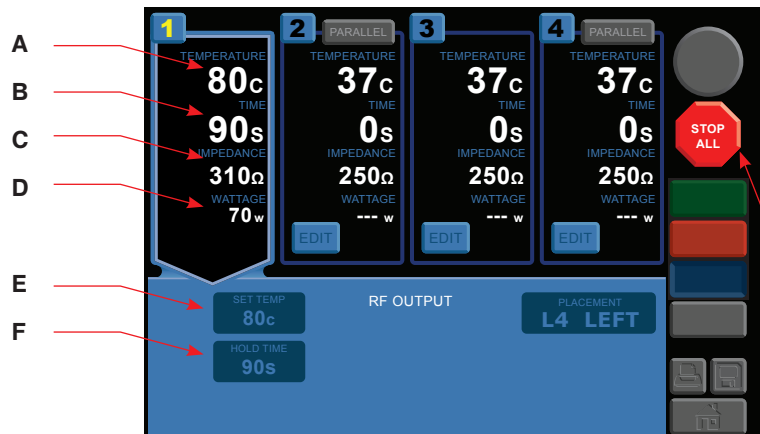 A
B
C
D
E
F
1
TEMPERATURE
80c
TIME
90s
IMPEDANCE
310Ω
WATTAGE
70 w
2
PARALLEL
TEMPERATURE
37c
TIME
0s
IMPEDANCE
250Ω
WATTAGE
--- w
EDIT
3
TEMPERATURE
37c
TIME
0s
IMPEDANCE
250Ω
WATTAGE
--- w
EDIT
4
PARALLEL
TEMPERATURE
37c
TIME
0s
IMPEDANCE
250Ω
WATTAGE
--- w
EDIT
STOP
ALL
SET TEMP
80c
HOLD TIME
90s
RF OUTPUT
PLACEMENT
L4 LEFT